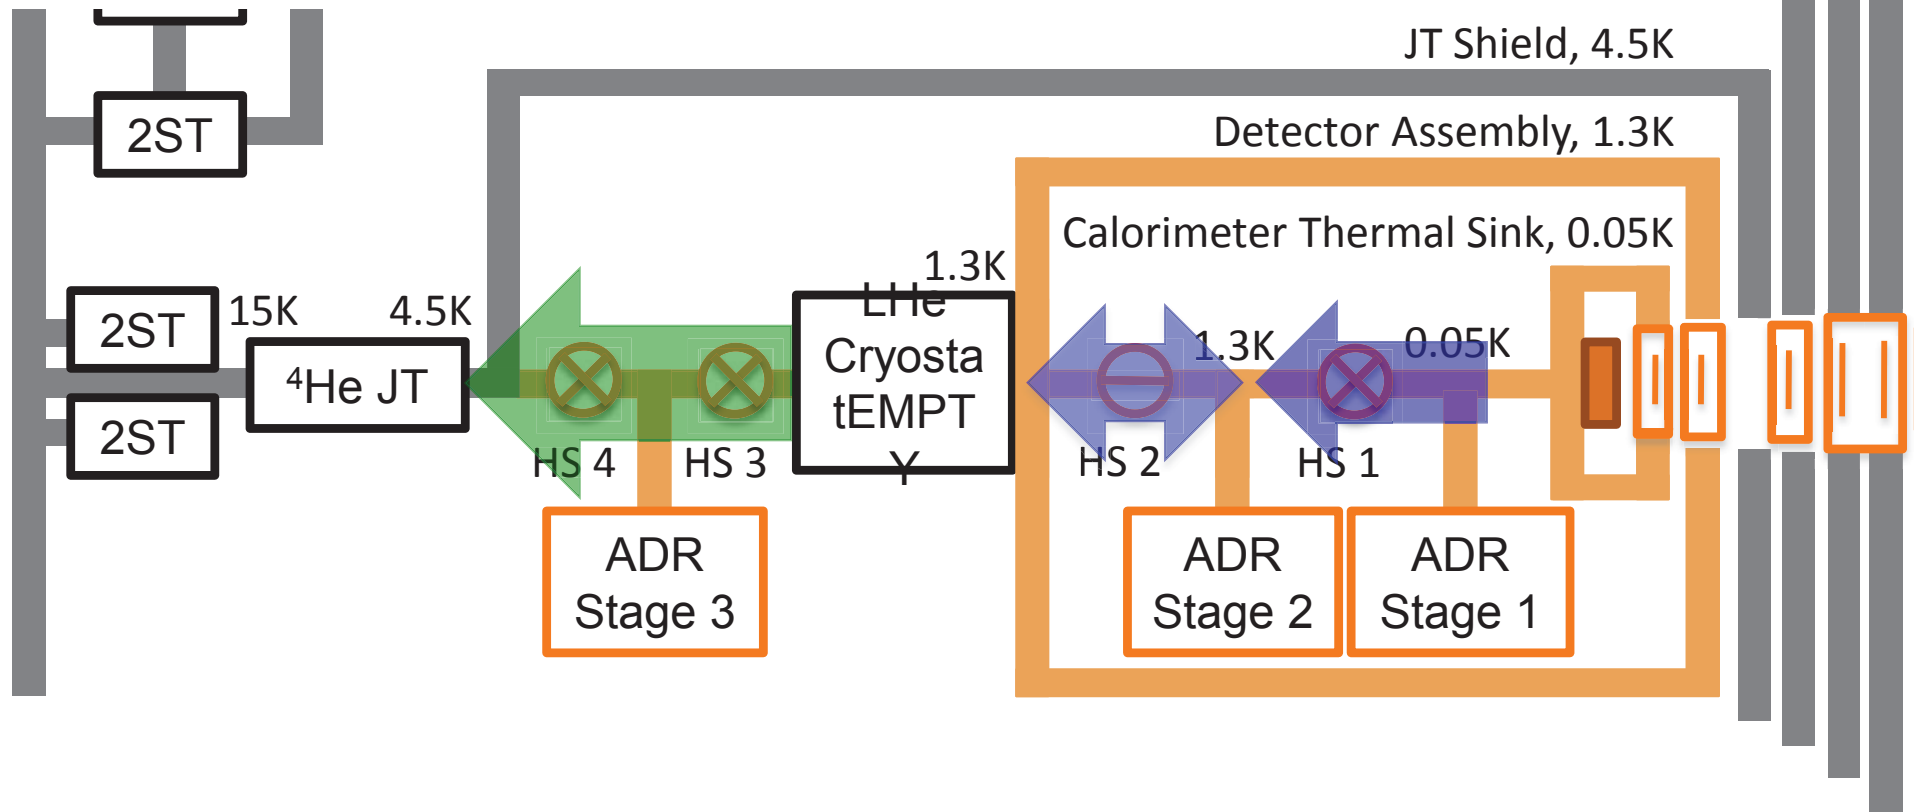 JT Shield, 4.5K
2ST
Detector Assembly, 1.3K
Calorimeter Thermal Sink, 0.05K
1.3K
2ST
15K
4.5K
LHe
Cryosta
tEMPT
Y
1.3K
0.05K
⁴He JT
2ST
HS 4
HS 3
HS 2
HS 1
ADR
Stage 3
ADR
Stage 2
ADR
Stage 1